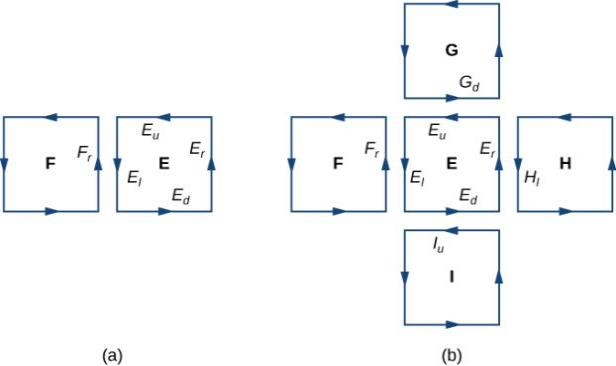 G
G_d
F
F_r
E_u
E
E_r
E_l
E_d
F
F_r
E_u
E
E_r
E_l
E_d
H
H_l
I_u
I
(a)
(b)